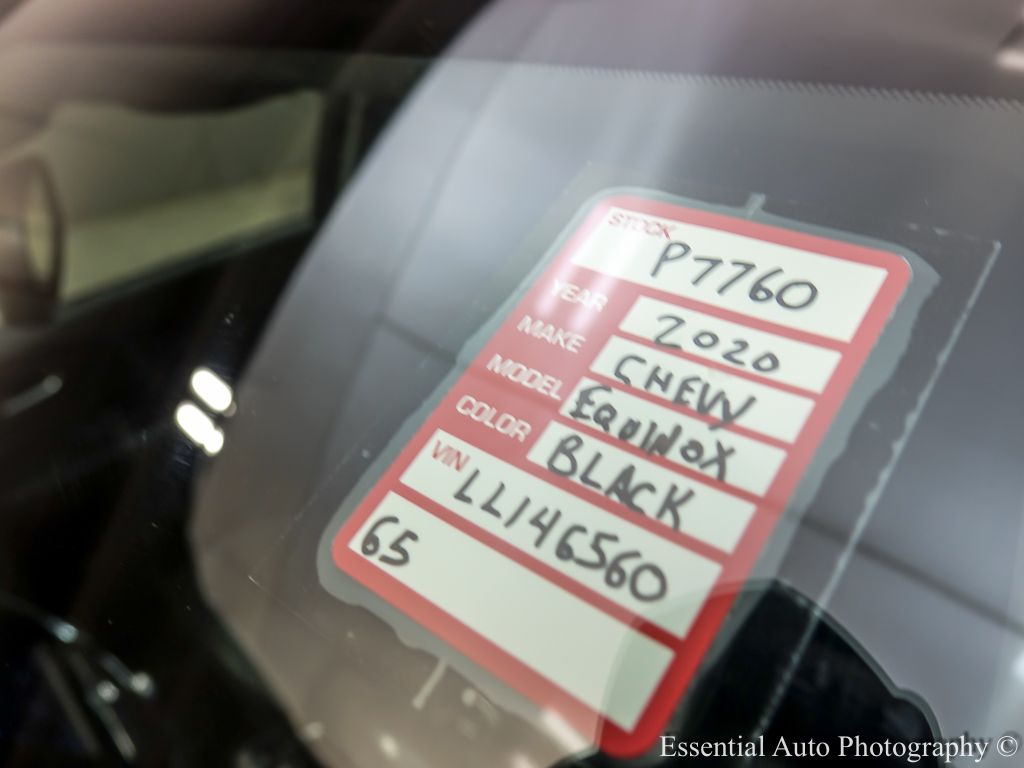 STOCK P7760
YEAR 2020
MAKE CHEVY
MODEL EQUINOX
COLOR BLACK
VIN LL146560
65
Essential Auto Photography ©